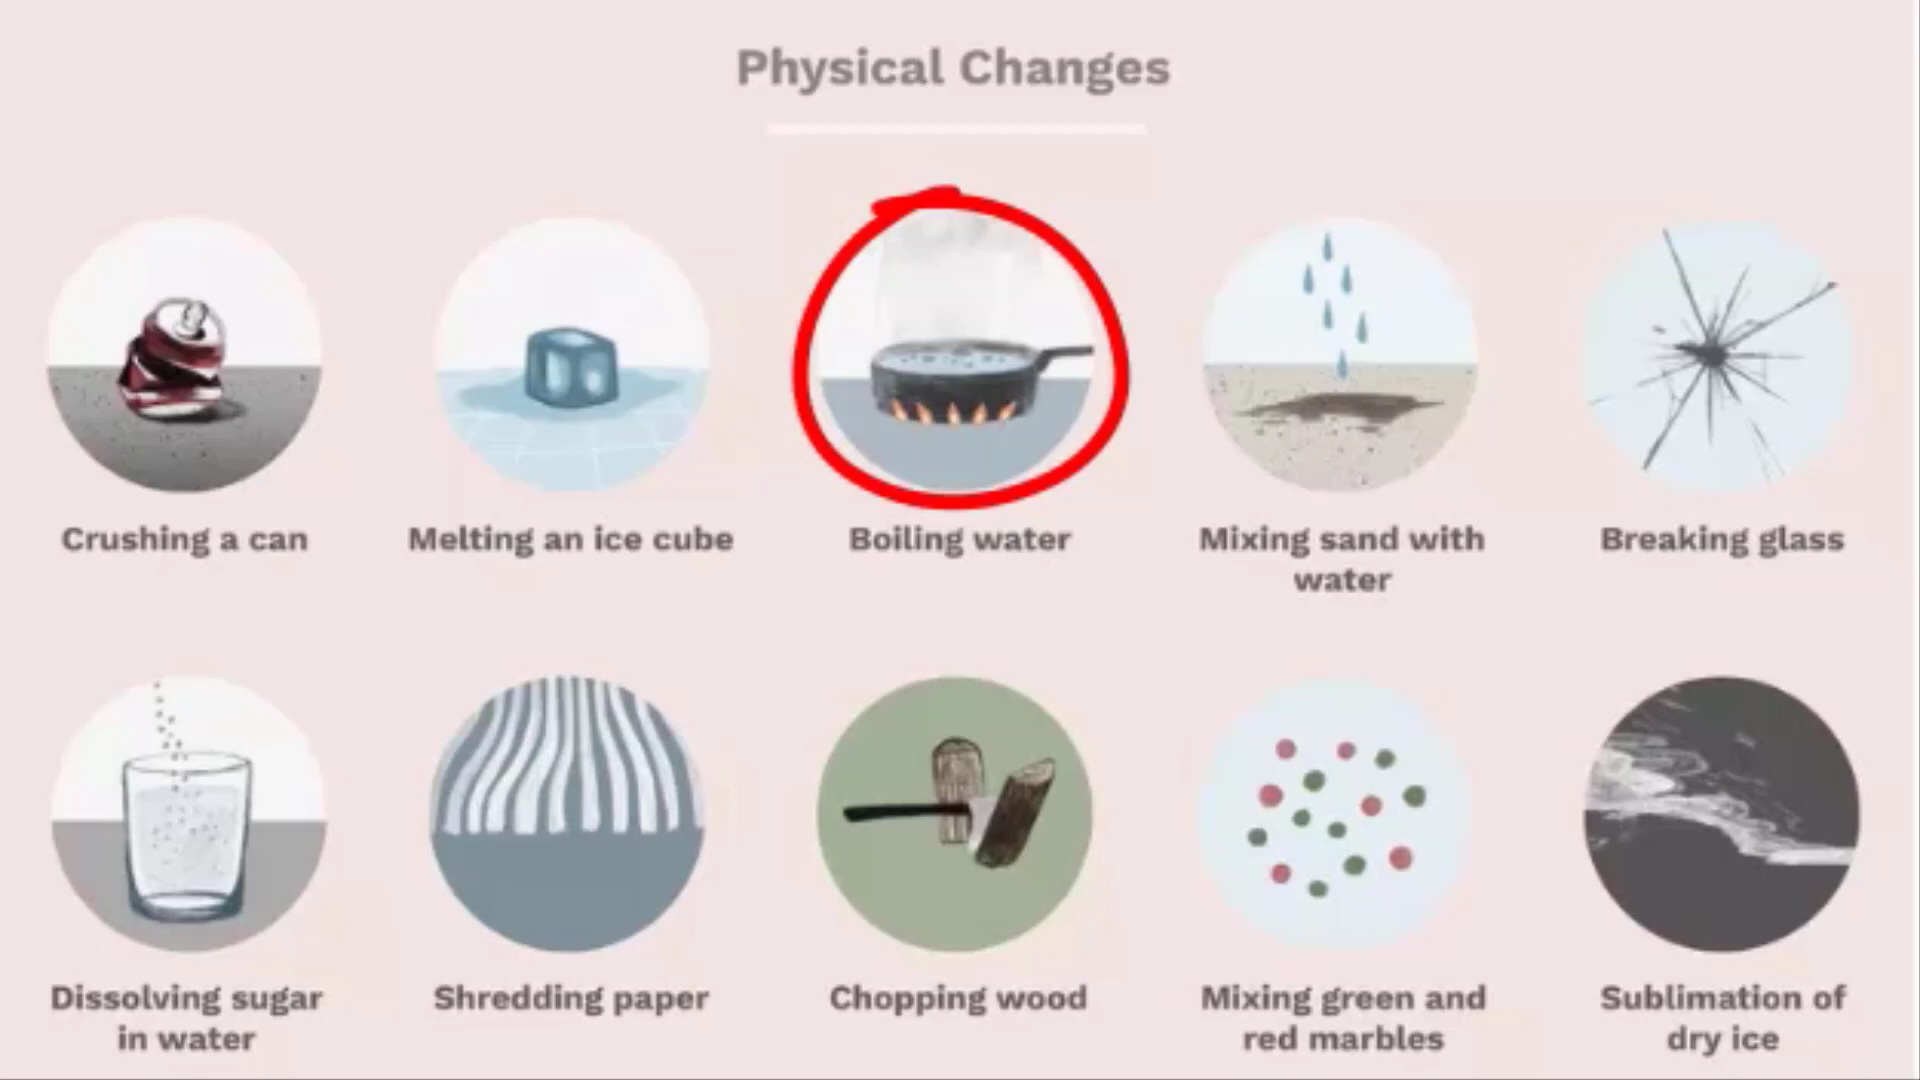 Physical Changes
Crushing a can
Melting an ice cube
Boiling water
Mixing sand with
water
Breaking glass
Dissolving sugar
in water
Shredding paper
Chopping wood
Mixing green and
red marbles
Sublimation of
dry ice